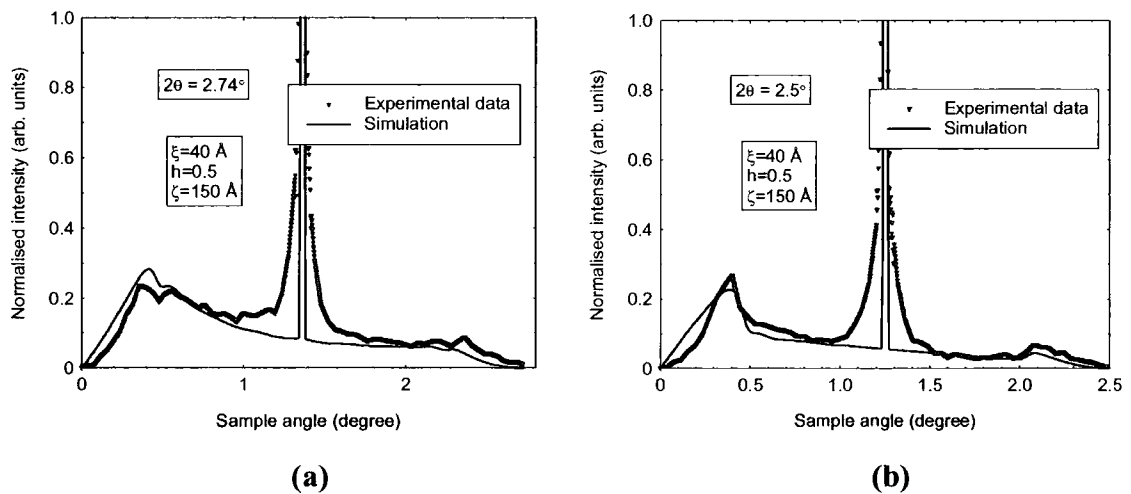 1.0
0.8
0.6
0.4
0.2
0
Normalised intensity (arb. units)
2θ = 2.74°
Experimental data
Simulation
ξ=40 Å
h=0.5
ζ=150 Å
0
1
2
Sample angle (degree)
(a)
1.0
0.8
0.6
0.4
0.2
0
Normalised intensity (arb. units)
2θ = 2.5°
Experimental data
Simulation
ξ=40 Å
h=0.5
ζ=150 Å
0
0.5
1.0
1.5
2.0
2.5
Sample angle (degree)
(b)